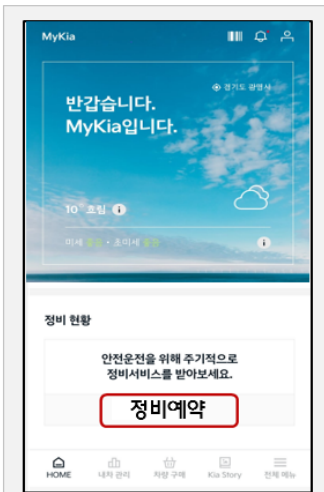 MyKia
경기도 광명시
반갑습니다.
MyKia입니다.
10° 흐림
미세 좋음 • 초미세 좋음
정비 현황
안전운전을 위해 주기적으로
정비서비스를 받아보세요.
정비예약
HOME 내차 관리 차량 구매 Kia Story 전체 메뉴